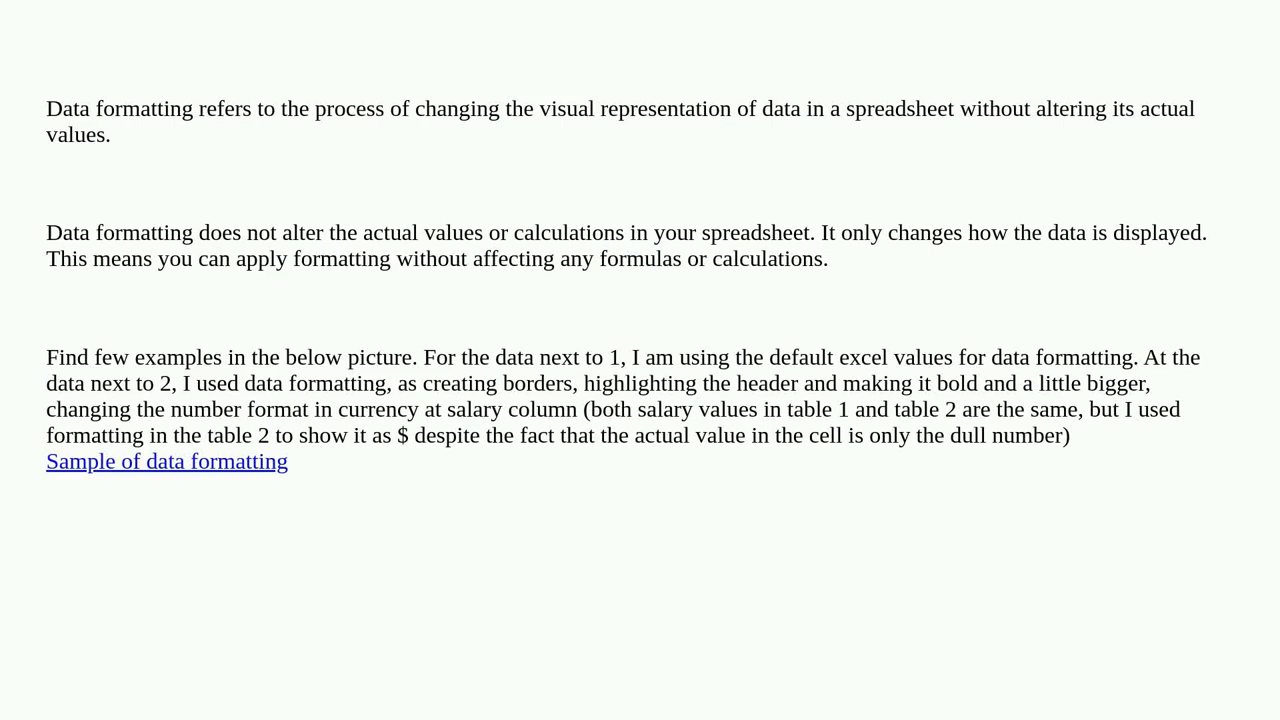 Data formatting refers to the process of changing the visual representation of data in a spreadsheet without altering its actual
values.
Data formatting does not alter the actual values or calculations in your spreadsheet. It only changes how the data is displayed.
This means you can apply formatting without affecting any formulas or calculations.
Find few examples in the below picture. For the data next to 1, I am using the default excel values for data formatting. At the
data next to 2, I used data formatting, as creating borders, highlighting the header and making it bold and a little bigger,
changing the number format in currency at salary column (both salary values in table 1 and table 2 are the same, but I used
formatting in the table 2 to show it as $ despite the fact that the actual value in the cell is only the dull number)
Sample of data formatting